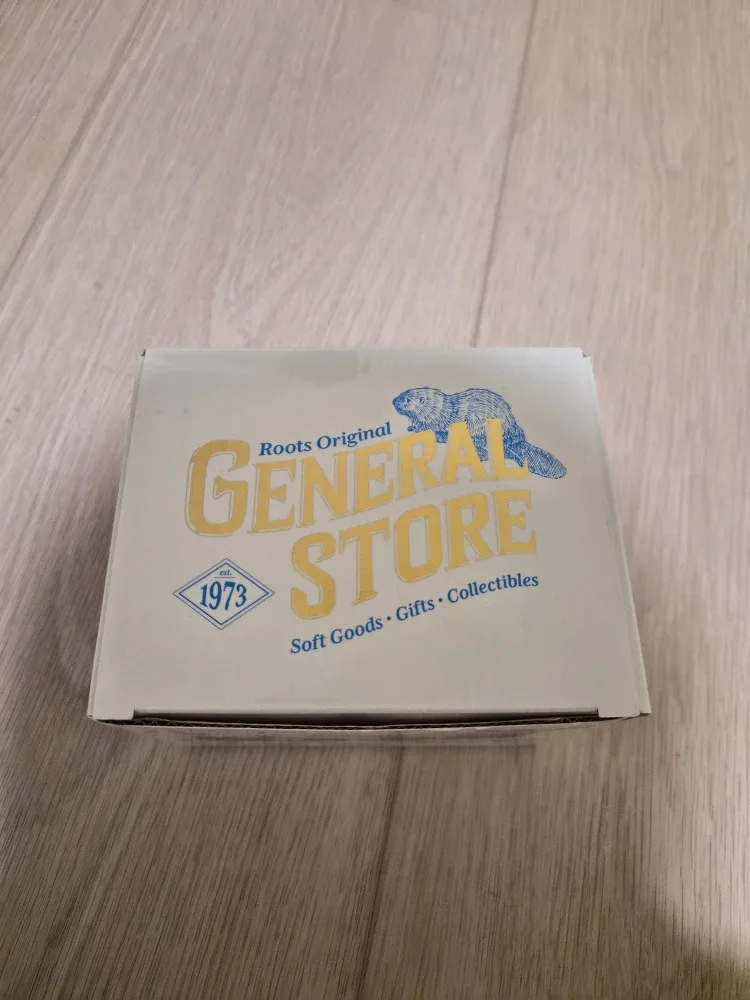 Roots Original
GENERAL
STORE
est.
1973
Soft Goods • Gifts • Collectibles